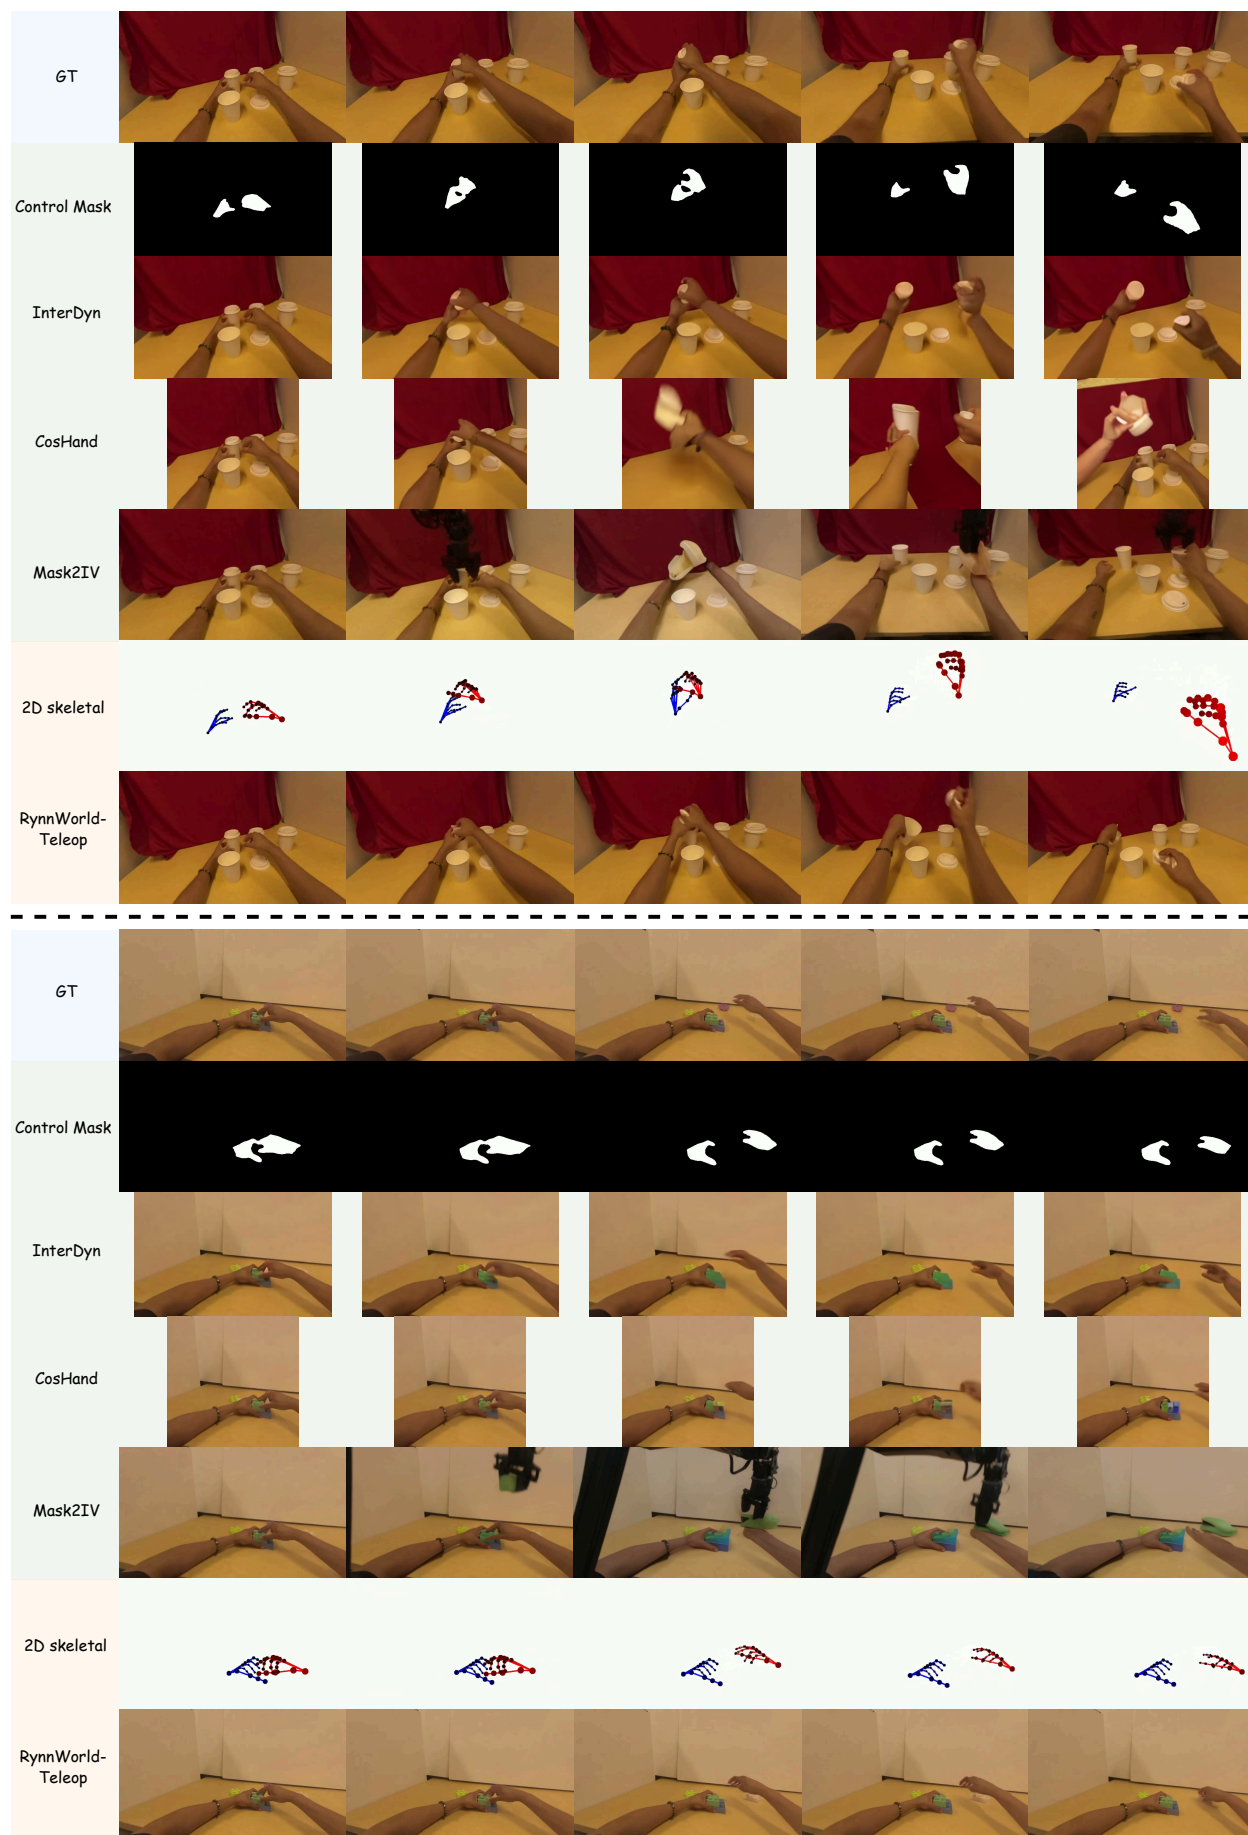 GT
Control Mask
InterDyn
CosHand
Mask2IV
2D skeletal
RynnWorld-
Teleop
GT
Control Mask
InterDyn
CosHand
Mask2IV
2D skeletal
RynnWorld-
Teleop